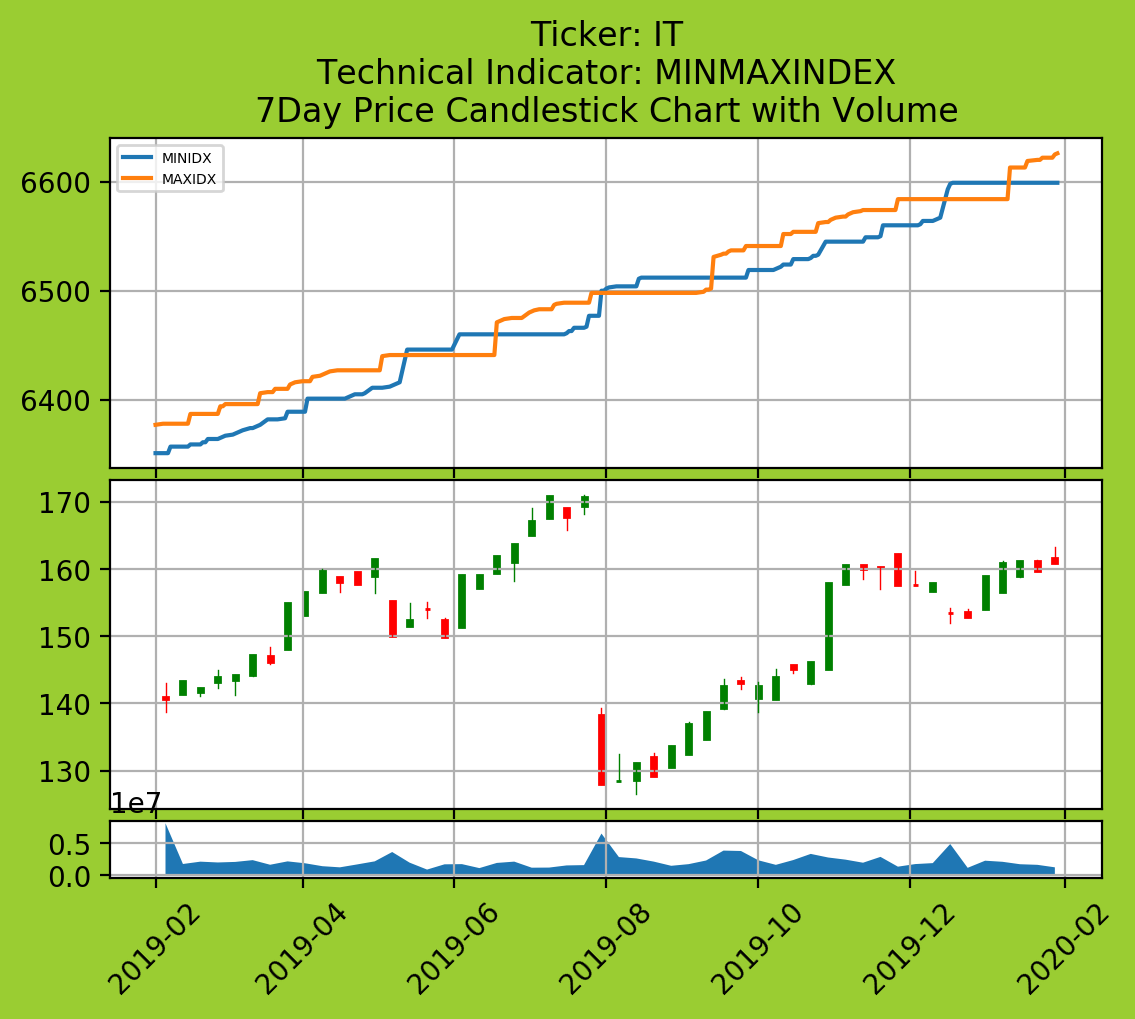 Ticker: IT
Technical Indicator: MINMAXINDEX
7Day Price Candlestick Chart with Volume
MINIDX
MAXIDX
6600
6500
6400
170
160
150
140
130
1e7
0.5
0.0
2019-02
2019-04
2019-06
2019-08
2019-10
2019-12
2020-02